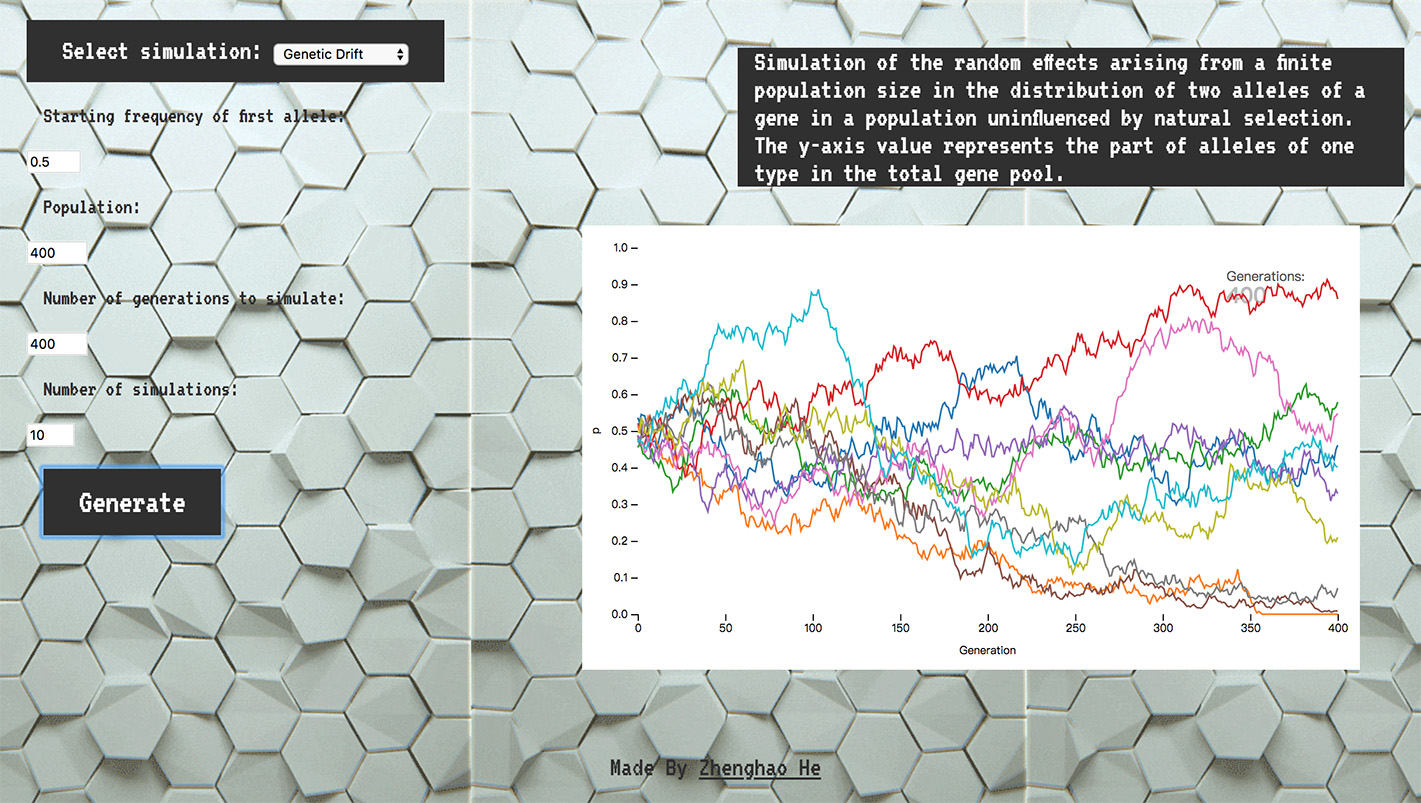 Select simulation: Genetic Drift
Starting frequency of first allele:
0.5
Population:
400
Number of generations to simulate:
400
Number of simulations:
10
Generate
Simulation of the random effects arising from a finite
population size in the distribution of two alleles of a
gene in a population uninfluenced by natural selection.
The y-axis value represents the part of alleles of one
type in the total gene pool.
1.0
0.9
0.8
0.7
0.6
0.5
0.4
0.3
0.2
0.1
0.0
p
Generations:
400
0 50 100 150 200 250 300 350 400
Generation
Made By Zhenghao He